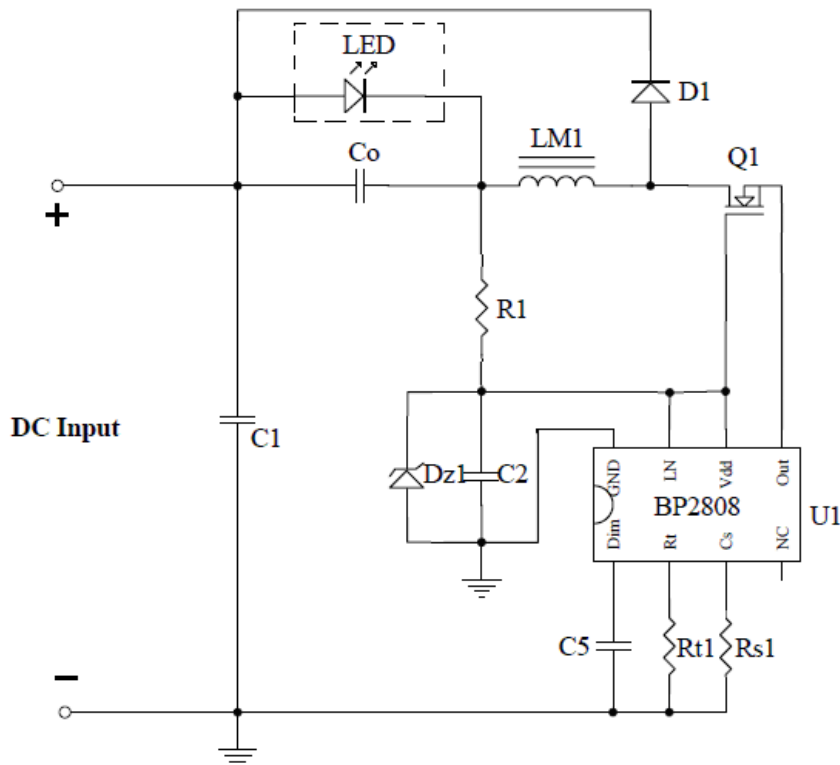 LED
D1
Co
LM1
Q1
+
R1
DC Input
C1
Dz1
C2
GND
LN
Vdd
Out
BP2808
U1
Dim
Rt
Cs
NC
C5
Rt1
Rs1
−